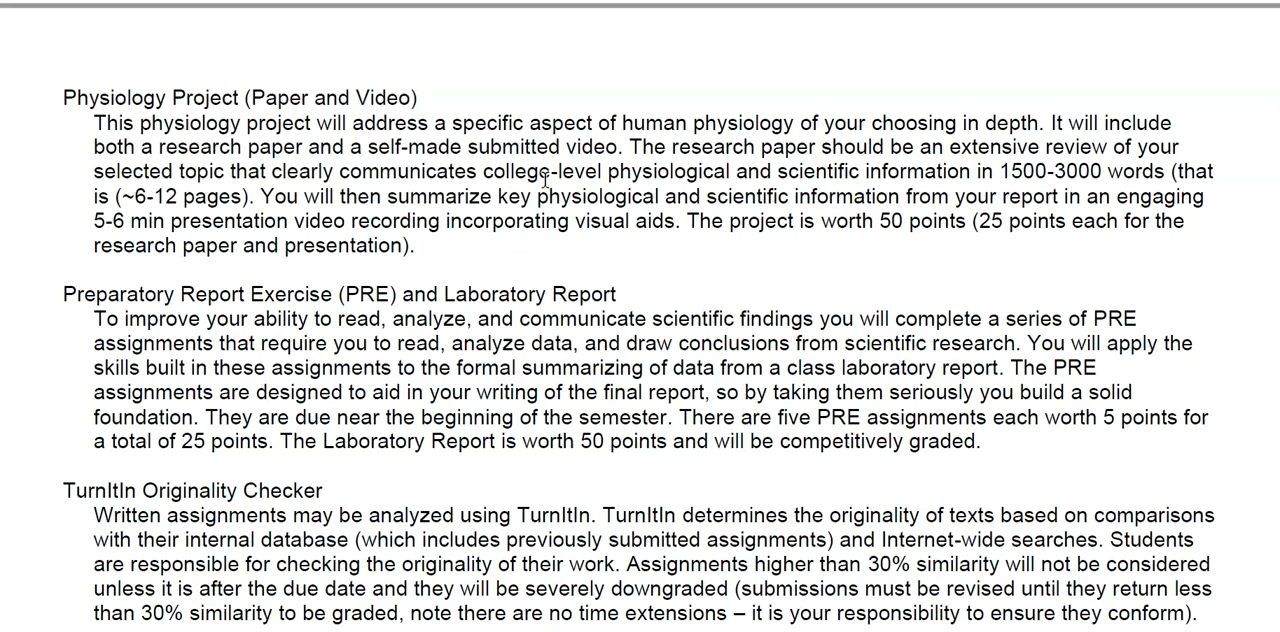 Physiology Project (Paper and Video)
This physiology project will address a specific aspect of human physiology of your choosing in depth. It will include
both a research paper and a self-made submitted video. The research paper should be an extensive review of your
selected topic that clearly communicates college-level physiological and scientific information in 1500-3000 words (that
is (~6-12 pages). You will then summarize key physiological and scientific information from your report in an engaging
5-6 min presentation video recording incorporating visual aids. The project is worth 50 points (25 points each for the
research paper and presentation).
Preparatory Report Exercise (PRE) and Laboratory Report
To improve your ability to read, analyze, and communicate scientific findings you will complete a series of PRE
assignments that require you to read, analyze data, and draw conclusions from scientific research. You will apply the
skills built in these assignments to the formal summarizing of data from a class laboratory report. The PRE
assignments are designed to aid in your writing of the final report, so by taking them seriously you build a solid
foundation. They are due near the beginning of the semester. There are five PRE assignments each worth 5 points for
a total of 25 points. The Laboratory Report is worth 50 points and will be competitively graded.
TurnItIn Originality Checker
Written assignments may be analyzed using TurnItIn. TurnItIn determines the originality of texts based on comparisons
with their internal database (which includes previously submitted assignments) and Internet-wide searches. Students
are responsible for checking the originality of their work. Assignments higher than 30% similarity will not be considered
unless it is after the due date and they will be severely downgraded (submissions must be revised until they return less
than 30% similarity to be graded, note there are no time extensions – it is your responsibility to ensure they conform).